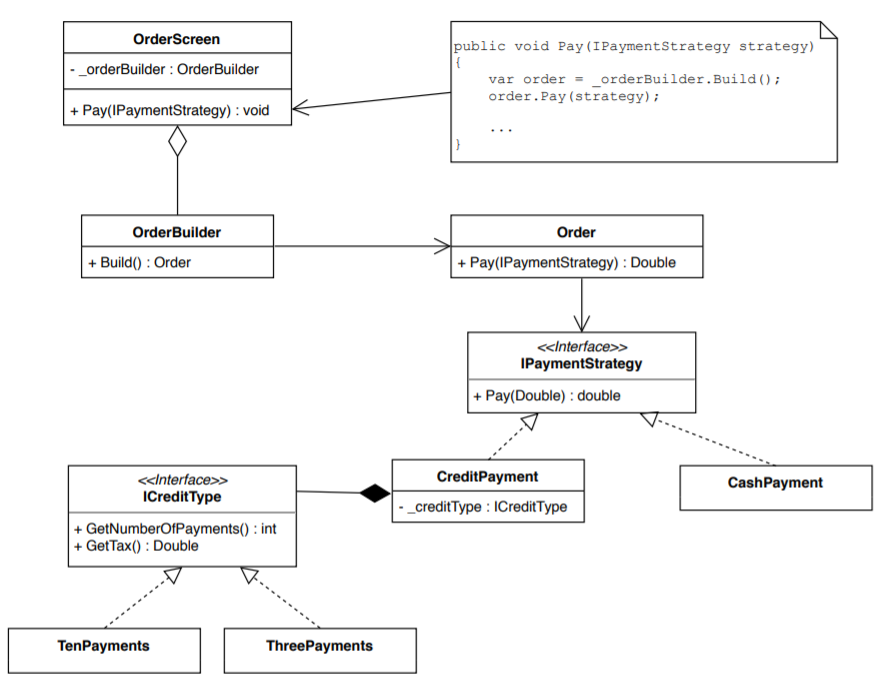 OrderScreen
- _orderBuilder : OrderBuilder
+ Pay(IPaymentStrategy) : void
public void Pay(IPaymentStrategy strategy)
{
var order = _orderBuilder.Build();
order.Pay(strategy);
...
}
OrderBuilder
+ Build() : Order
Order
+ Pay(IPaymentStrategy) : Double
<<Interface>>
IPaymentStrategy
+ Pay(Double) : double
<<Interface>>
ICreditType
+ GetNumberOfPayments() : int
+ GetTax() : Double
CreditPayment
- _creditType : ICreditType
CashPayment
TenPayments
ThreePayments